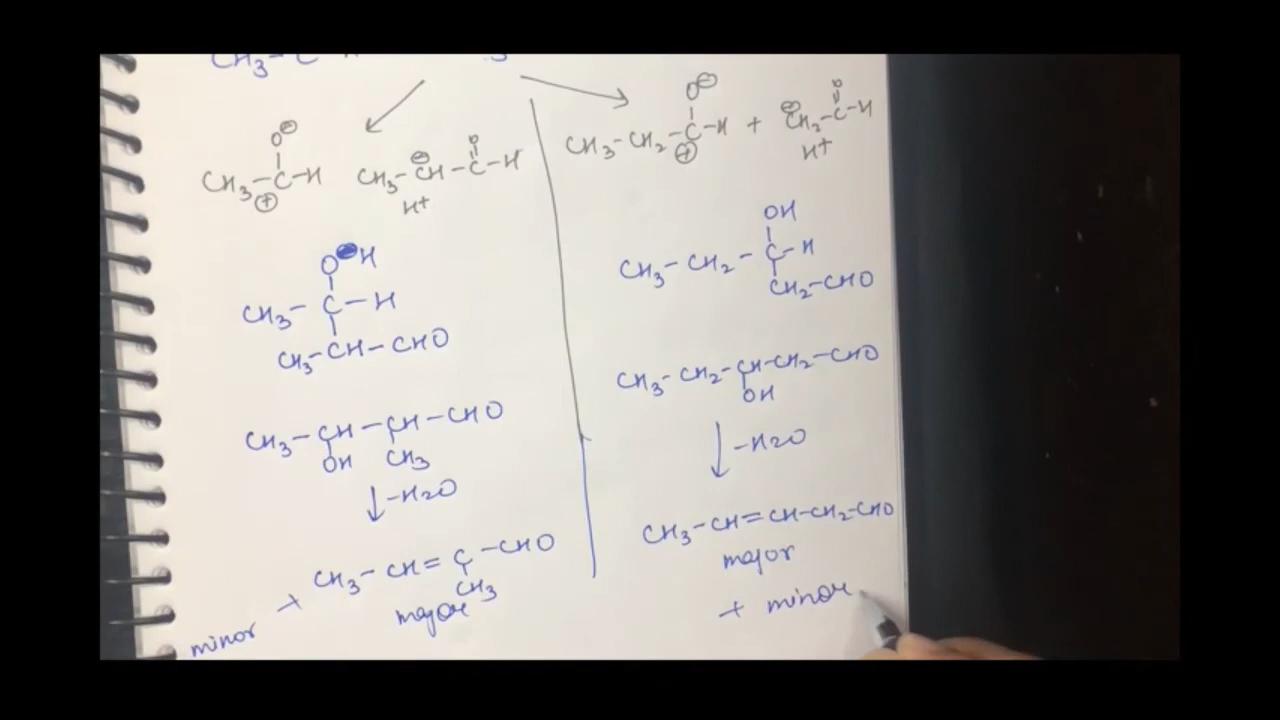 CH3-C
O⊖
CH3-C-H
⊕
O
CH3-CH-C-H
⊖
H+
O⊖H
CH3-C-H
CH3-CH-CHO
CH3-CH-CH-CHO
OH CH3
-H2O
CH3-CH=C-CHO
CH3
major
+
minor
O⊖
CH3-CH2-C-H
⊕
+
O
⊖
CH2-C-H
H+
OH
CH3-CH2-C-H
CH2-CHO
CH3-CH2-CH-CH2-CHO
OH
-H2O
CH3-CH=CH-CH2-CHO
major
+ minor